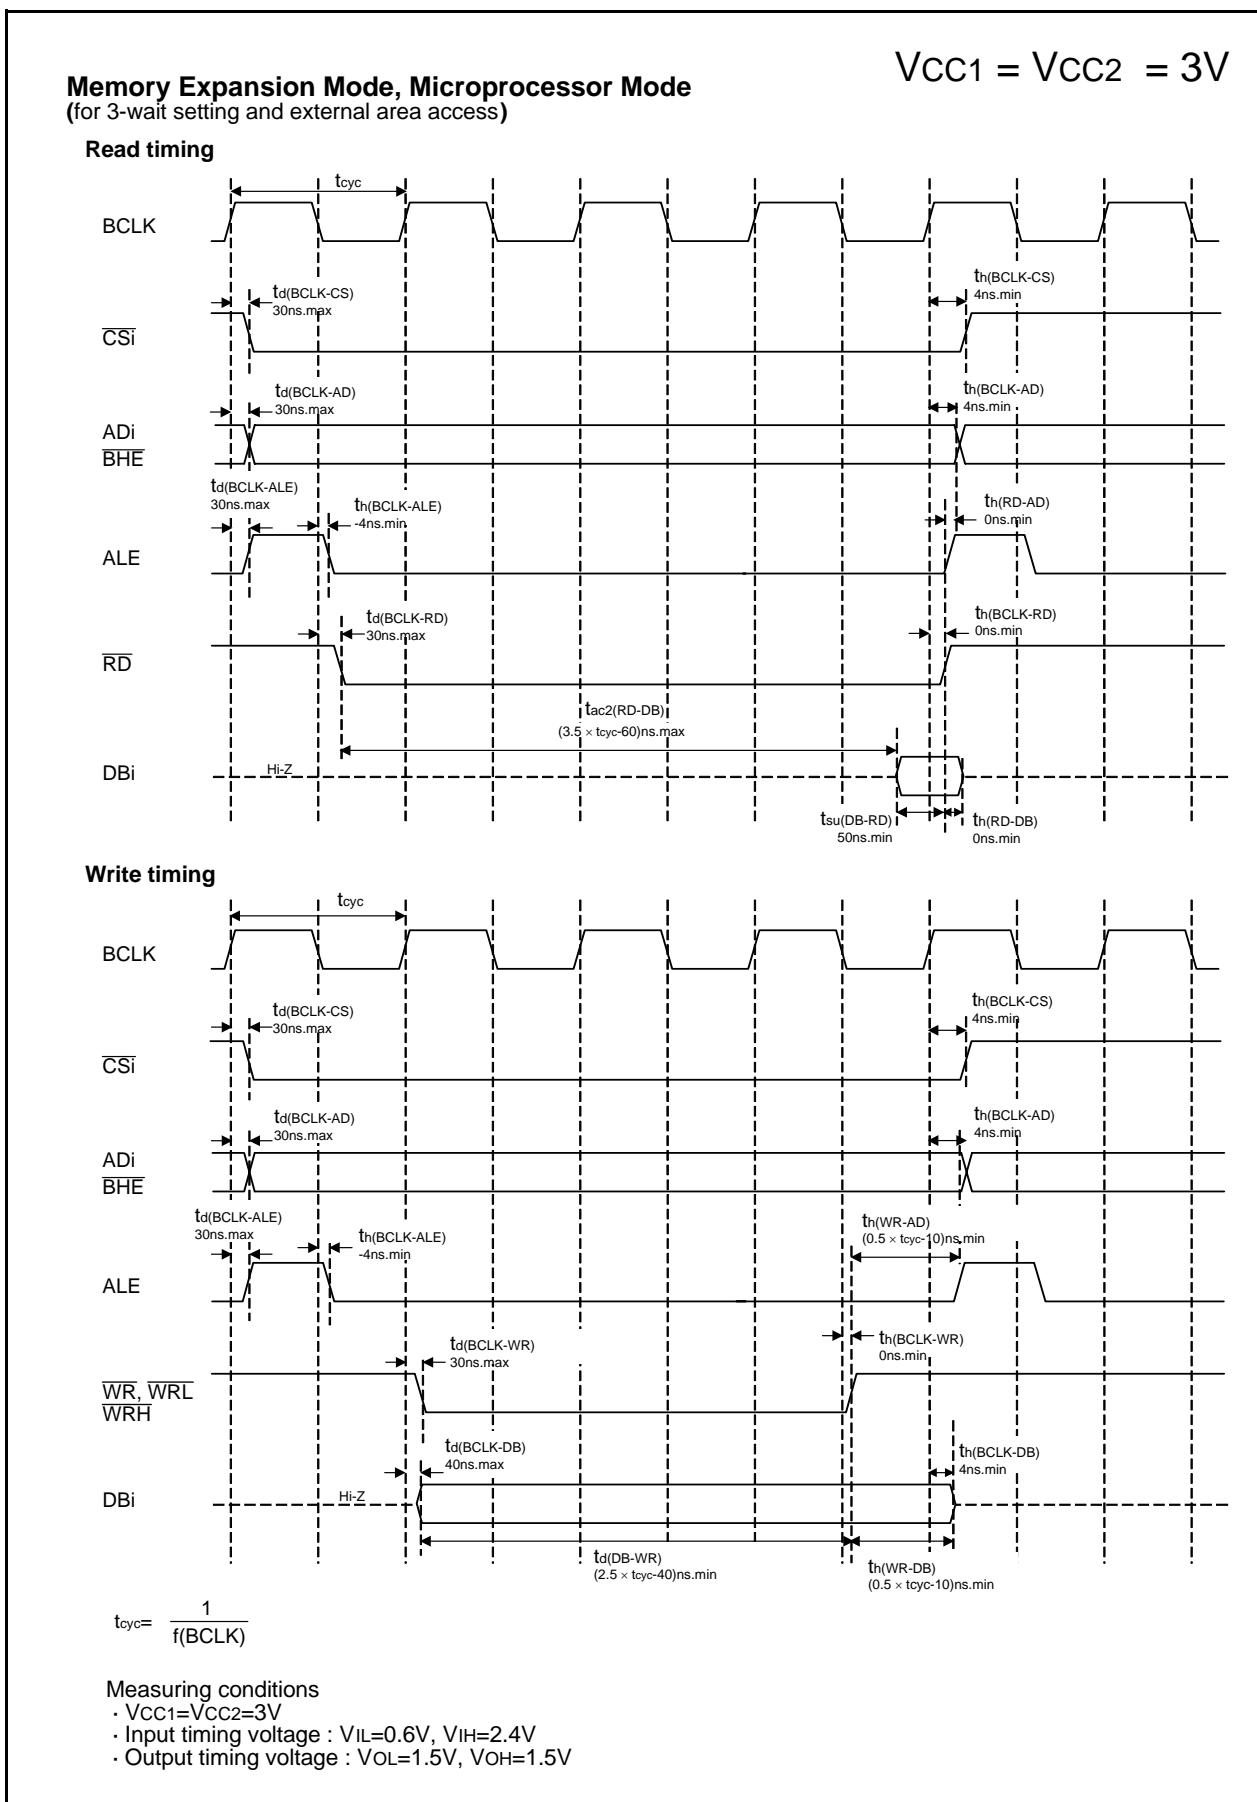 VCC1 = VCC2 = 3V
Memory Expansion Mode, Microprocessor Mode
(for 3-wait setting and external area access)
Read timing
tcyc
BCLK
td(BCLK-CS)
30ns.max
th(BCLK-CS)
4ns.min
CSi
td(BCLK-AD)
30ns.max
th(BCLK-AD)
4ns.min
ADi
BHE
td(BCLK-ALE)
30ns.max
th(BCLK-ALE)
-4ns.min
th(RD-AD)
0ns.min
ALE
td(BCLK-RD)
30ns.max
th(BCLK-RD)
0ns.min
RD
tac2(RD-DB)
(3.5 × tcyc-60)ns.max
DBi
Hi-Z
tsu(DB-RD)
50ns.min
th(RD-DB)
0ns.min
Write timing
tcyc
BCLK
td(BCLK-CS)
30ns.max
th(BCLK-CS)
4ns.min
CSi
td(BCLK-AD)
30ns.max
th(BCLK-AD)
4ns.min
ADi
BHE
td(BCLK-ALE)
30ns.max
th(BCLK-ALE)
-4ns.min
th(WR-AD)
(0.5 × tcyc-10)ns.min
ALE
td(BCLK-WR)
30ns.max
th(BCLK-WR)
0ns.min
WR, WRL
WRH
td(BCLK-DB)
40ns.max
th(BCLK-DB)
4ns.min
DBi
Hi-Z
td(DB-WR)
(2.5 × tcyc-40)ns.min
th(WR-DB)
(0.5 × tcyc-10)ns.min
tcyc= 1
f(BCLK)
Measuring conditions
· VCC1=VCC2=3V
· Input timing voltage : VIL=0.6V, VIH=2.4V
· Output timing voltage : VOL=1.5V, VOH=1.5V